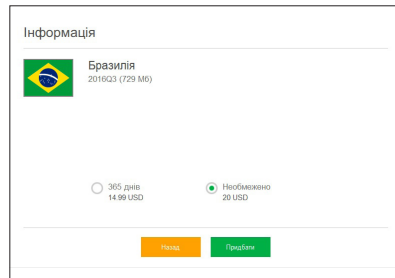 Інформація
Бразилія
2016Q3 (729 Мб)
365 днів
14.99 USD
Необмежено
20 USD
Назад
Придбати